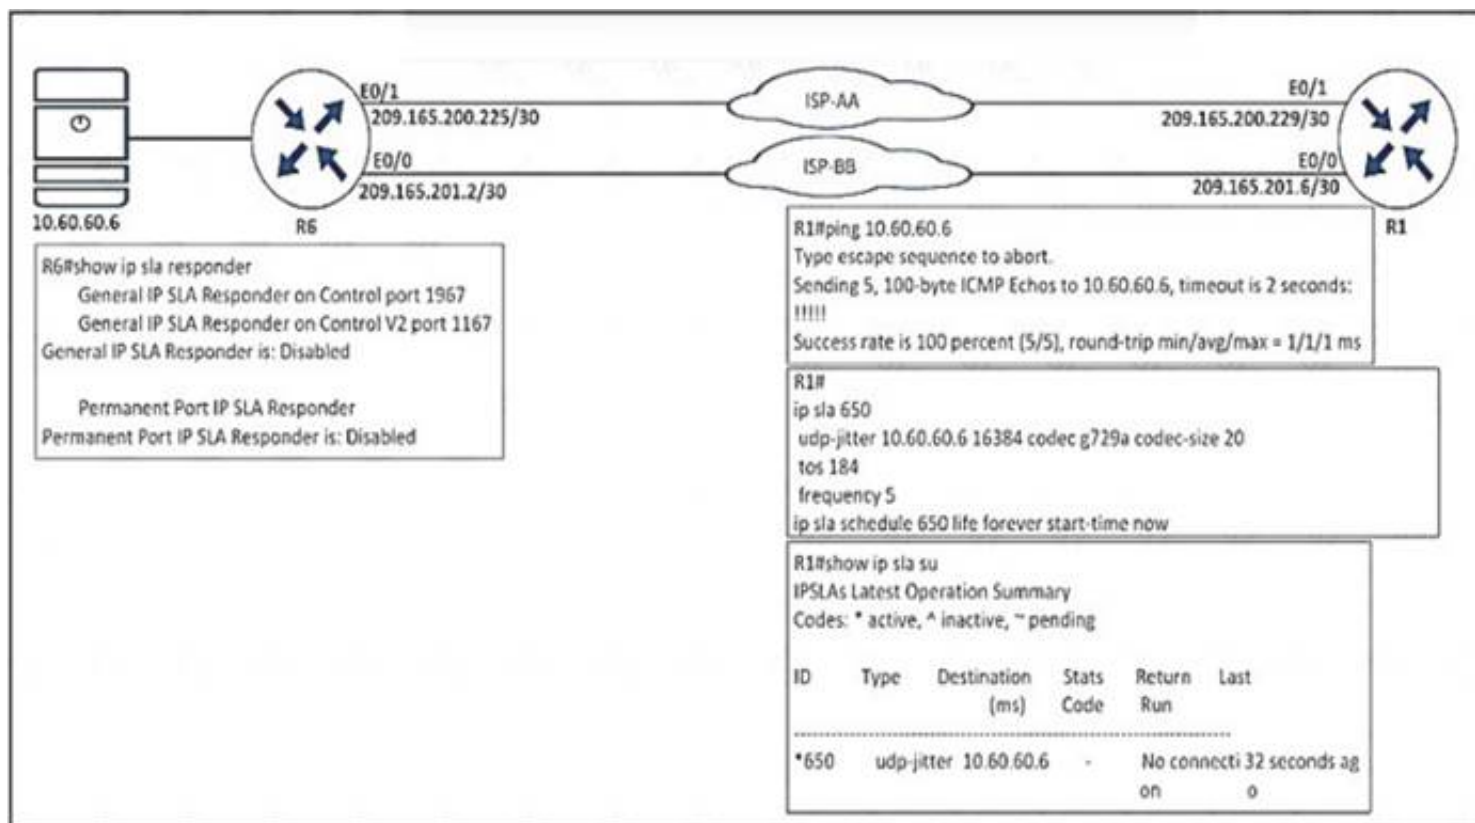 E0/1
209.165.200.225/30
ISP-AA
E0/1
209.165.200.229/30
E0/0
209.165.201.2/30
ISP-BB
E0/0
209.165.201.6/30
10.60.60.6
R6
R1
R6#show ip sla responder
General IP SLA Responder on Control port 1967
General IP SLA Responder on Control V2 port 1167
General IP SLA Responder is: Disabled
Permanent Port IP SLA Responder
Permanent Port IP SLA Responder is: Disabled
R1#ping 10.60.60.6
Type escape sequence to abort.
Sending 5, 100-byte ICMP Echos to 10.60.60.6, timeout is 2 seconds:
!!!!!
Success rate is 100 percent (5/5), round-trip min/avg/max = 1/1/1 ms
R1#
ip sla 650
udp-jitter 10.60.60.6 16384 codec g729a codec-size 20
tos 184
frequency 5
ip sla schedule 650 life forever start-time now
R1#show ip sla su
IPSLAs Latest Operation Summary
Codes: * active, ^ inactive, ~ pending
ID Type Destination Stats Return Last
(ms) Code Run
------------------------------------------------------------------------
*650 udp-jitter 10.60.60.6 - No connecti 32 seconds ag
on o